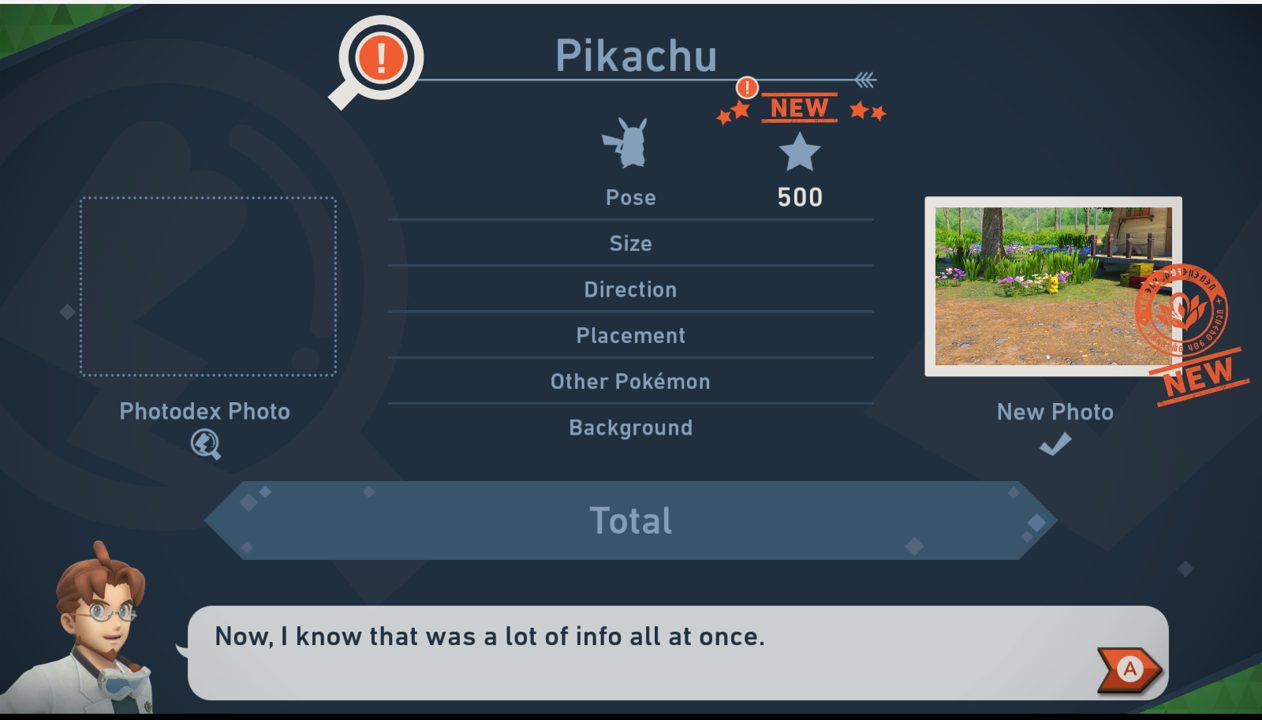 !
Pikachu
!
NEW
Pose
500
Size
Direction
Placement
Other Pokémon
Background
Photodex Photo
New Photo
NEW
Total
Now, I know that was a lot of info all at once.
A